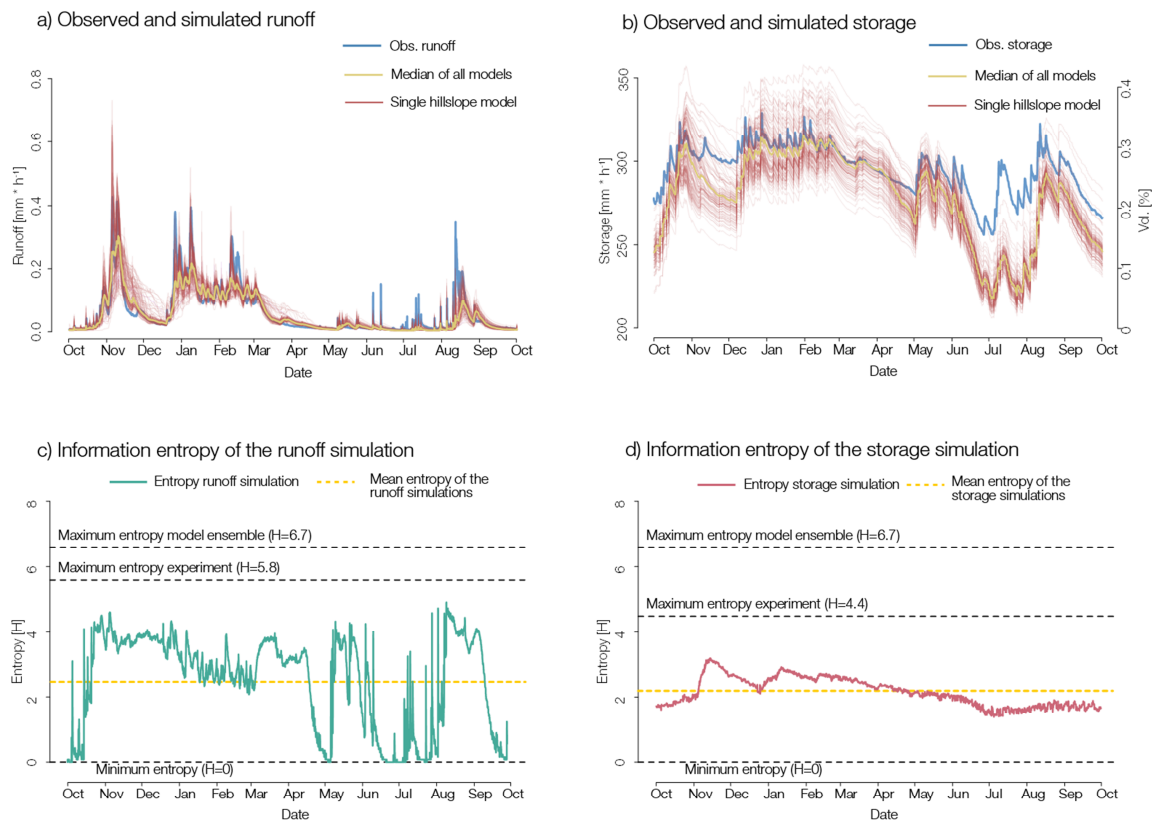 a) Observed and simulated runoff
Obs. runoff
Median of all models
Single hillslope model
Runoff [mm * h⁻¹]
0.8
0.6
0.4
0.2
0.0
Oct Nov Dec Jan Feb Mar Apr May Jun Jul Aug Sep Oct
Date
b) Observed and simulated storage
Obs. storage
Median of all models
Single hillslope model
Storage [mm * h⁻¹]
350
300
250
200
0.4
0.3
0.2
0.1
0
Vd. [%]
Oct Nov Dec Jan Feb Mar Apr May Jun Jul Aug Sep Oct
Date
c) Information entropy of the runoff simulation
Entropy runoff simulation
Mean entropy of the
runoff simulations
Maximum entropy model ensemble (H=6.7)
Maximum entropy experiment (H=5.8)
Minimum entropy (H=0)
Entropy [H]
8
6
4
2
0
Oct Nov Dec Jan Feb Mar Apr May Jun Jul Aug Sep Oct
Date
d) Information entropy of the storage simulation
Entropy storage simulation
Mean entropy of the
storage simulations
Maximum entropy model ensemble (H=6.7)
Maximum entropy experiment (H=4.4)
Minimum entropy (H=0)
Entropy [H]
8
6
4
2
0
Oct Nov Dec Jan Feb Mar Apr May Jun Jul Aug Sep Oct
Date